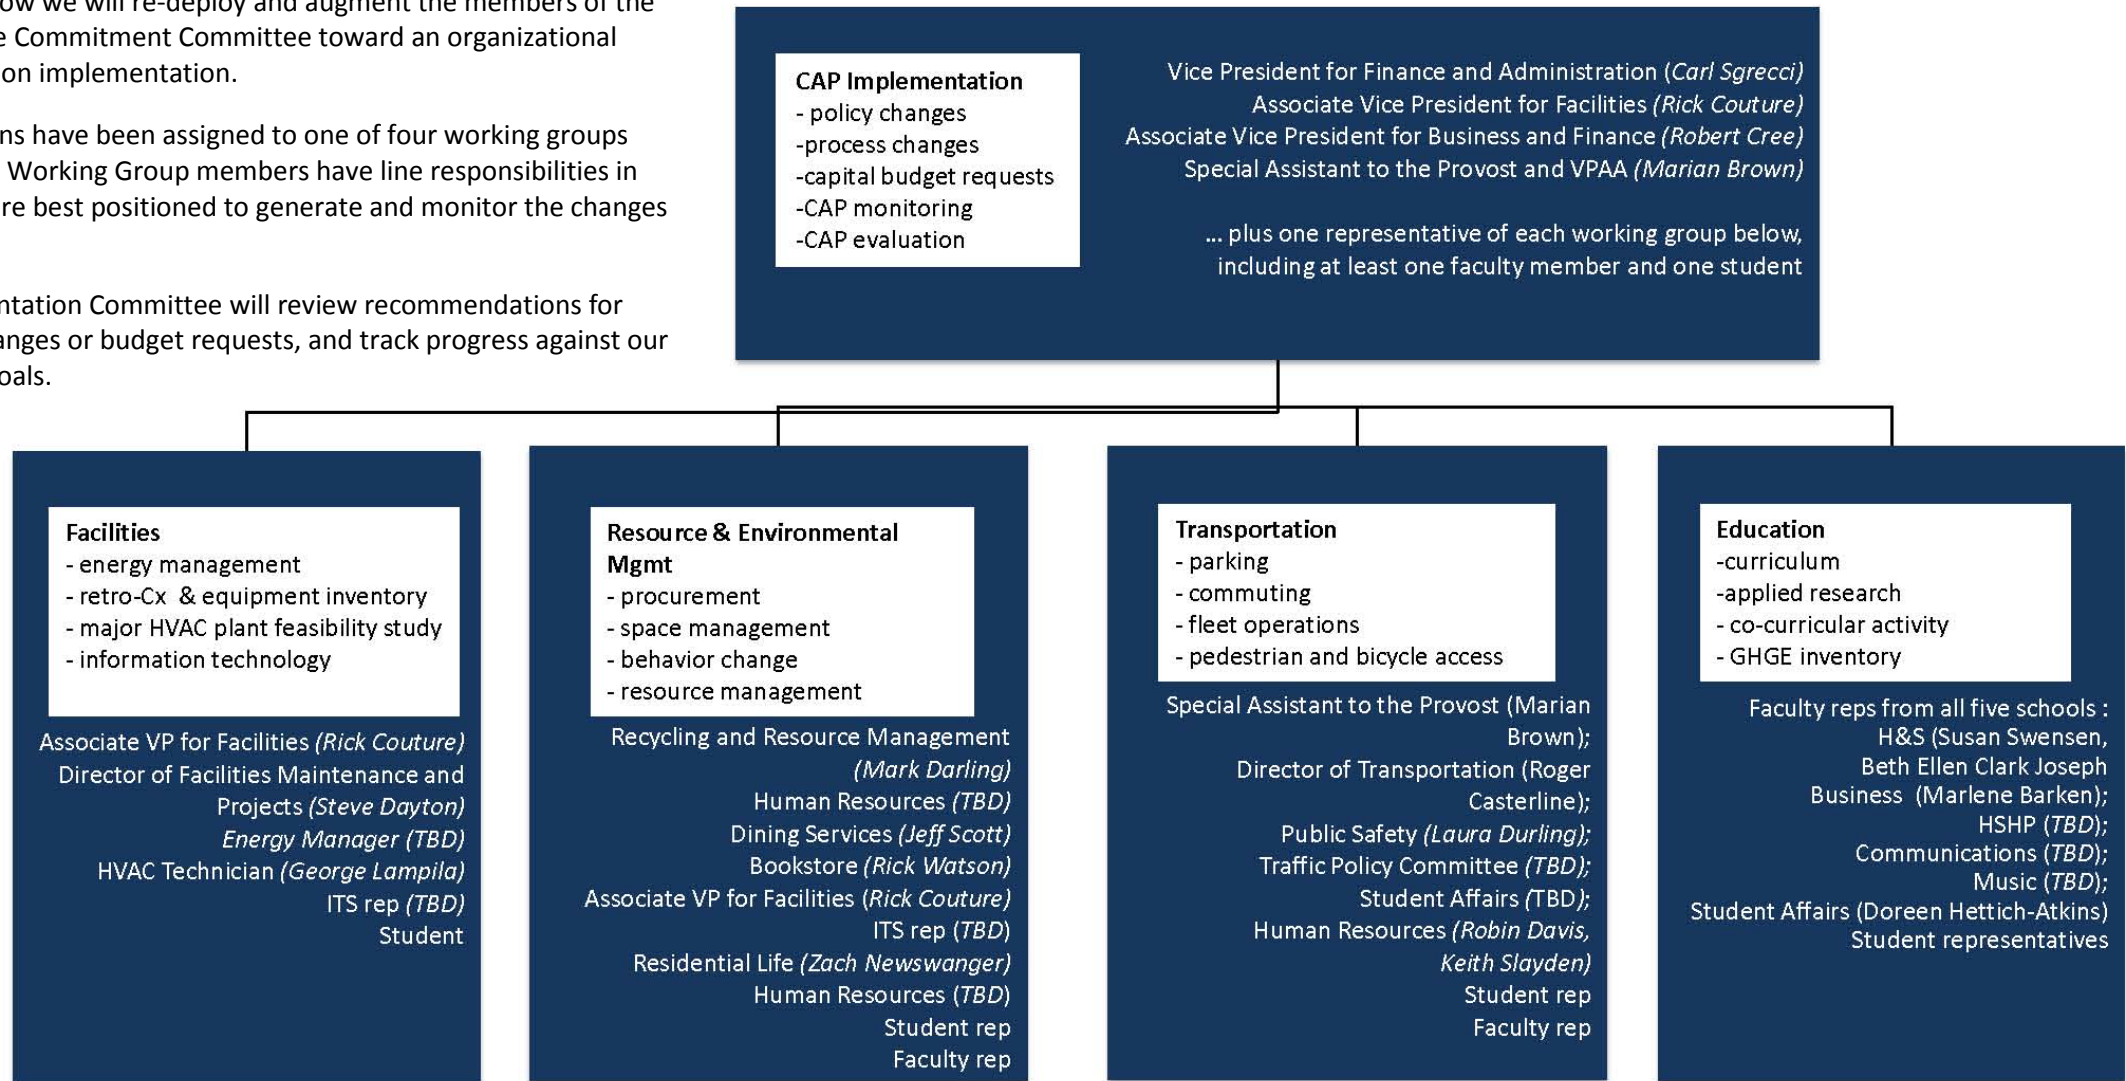 ow we will re-deploy and augment the members of the
e Commitment Committee toward an organizational
on implementation.
ns have been assigned to one of four working groups
Working Group members have line responsibilities in
re best positioned to generate and monitor the changes
ntation Committee will review recommendations for
anges or budget requests, and track progress against our
oals.
CAP Implementation
- policy changes
-process changes
-capital budget requests
-CAP monitoring
-CAP evaluation
Vice President for Finance and Administration (Carl Sgrecci)
Associate Vice President for Facilities (Rick Couture)
Associate Vice President for Business and Finance (Robert Cree)
Special Assistant to the Provost and VPAA (Marian Brown)
... plus one representative of each working group below,
including at least one faculty member and one student
Facilities
- energy management
- retro-Cx & equipment inventory
- major HVAC plant feasibility study
- information technology
Associate VP for Facilities (Rick Couture)
Director of Facilities Maintenance and
Projects (Steve Dayton)
Energy Manager (TBD)
HVAC Technician (George Lampila)
ITS rep (TBD)
Student
Resource & Environmental
Mgmt
- procurement
- space management
- behavior change
- resource management
Recycling and Resource Management
(Mark Darling)
Human Resources (TBD)
Dining Services (Jeff Scott)
Bookstore (Rick Watson)
Associate VP for Facilities (Rick Couture)
ITS rep (TBD)
Residential Life (Zach Newswanger)
Human Resources (TBD)
Student rep
Faculty rep
Transportation
- parking
- commuting
- fleet operations
- pedestrian and bicycle access
Special Assistant to the Provost (Marian
Brown);
Director of Transportation (Roger
Casterline);
Public Safety (Laura Durling);
Traffic Policy Committee (TBD);
Student Affairs (TBD);
Human Resources (Robin Davis,
Keith Slayden)
Student rep
Faculty rep
Education
-curriculum
-applied research
- co-curricular activity
- GHGE inventory
Faculty reps from all five schools :
H&S (Susan Swensen,
Beth Ellen Clark Joseph
Business (Marlene Barken);
HSHP (TBD);
Communications (TBD);
Music (TBD);
Student Affairs (Doreen Hettich-Atkins)
Student representatives